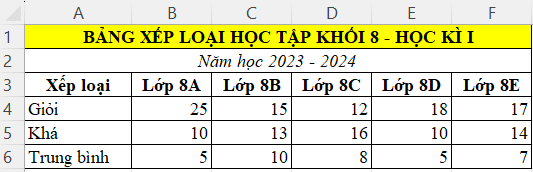 A B C D E F
1 BẢNG XẾP LOẠI HỌC TẬP KHỐI 8 - HỌC KÌ I
2 Năm học 2023 - 2024
3 Xếp loại Lớp 8A Lớp 8B Lớp 8C Lớp 8D Lớp 8E
4 Giỏi 25 15 12 18 17
5 Khá 10 13 16 10 14
6 Trung bình 5 10 8 5 7